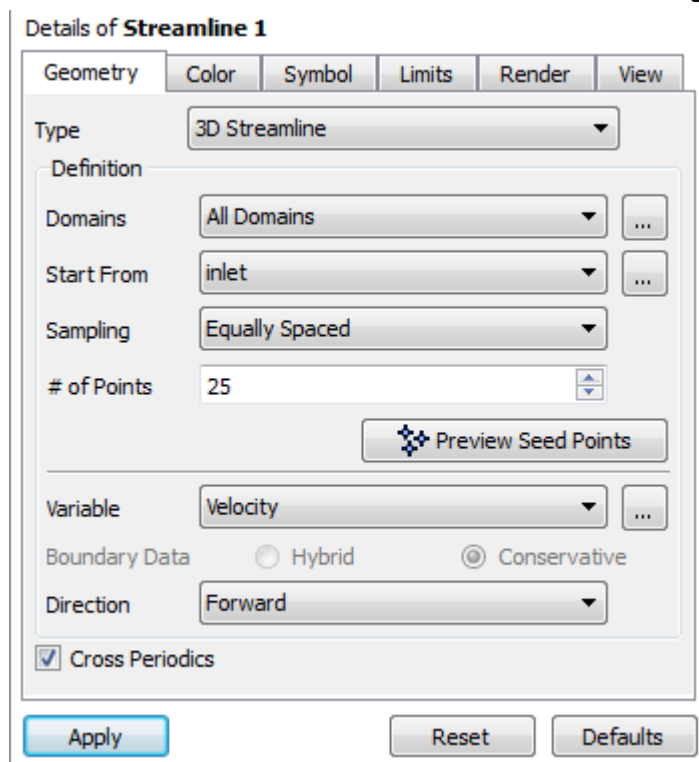 Details of Streamline 1
Geometry Color Symbol Limits Render View
Type 3D Streamline
Definition
Domains All Domains ...
Start From inlet ...
Sampling Equally Spaced
# of Points 25
Preview Seed Points
Variable Velocity ...
Boundary Data Hybrid Conservative
Direction Forward
Cross Periodics
Apply Reset Defaults